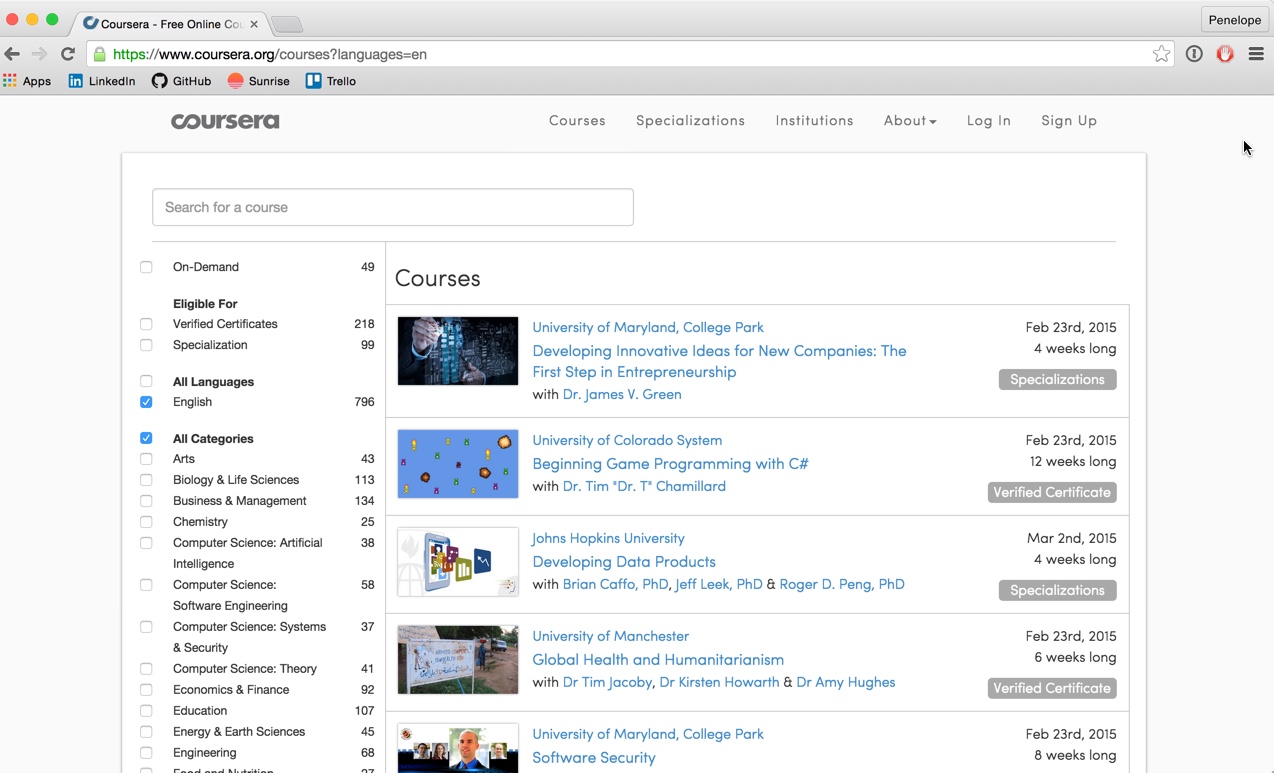 Coursera - Free Online Cou
Penelope
https://www.coursera.org/courses?languages=en
Apps
LinkedIn
GitHub
Sunrise
Trello
coursera
Courses
Specializations
Institutions
About
Log In
Sign Up
Search for a course
On-Demand 49
Eligible For
Verified Certificates 218
Specialization 99
All Languages
English 796
All Categories
Arts 43
Biology & Life Sciences 113
Business & Management 134
Chemistry 25
Computer Science: Artificial 38
Intelligence
Computer Science: 58
Software Engineering
Computer Science: Systems 37
& Security
Computer Science: Theory 41
Economics & Finance 92
Education 107
Energy & Earth Sciences 45
Engineering 68
Food and Nutrition 27
Courses
University of Maryland, College Park
Developing Innovative Ideas for New Companies: The
First Step in Entrepreneurship
with Dr. James V. Green
Feb 23rd, 2015
4 weeks long
Specializations
University of Colorado System
Beginning Game Programming with C#
with Dr. Tim "Dr. T" Chamillard
Feb 23rd, 2015
12 weeks long
Verified Certificate
Johns Hopkins University
Developing Data Products
with Brian Caffo, PhD, Jeff Leek, PhD & Roger D. Peng, PhD
Mar 2nd, 2015
4 weeks long
Specializations
University of Manchester
Global Health and Humanitarianism
with Dr Tim Jacoby, Dr Kirsten Howarth & Dr Amy Hughes
Feb 23rd, 2015
6 weeks long
Verified Certificate
University of Maryland, College Park
Software Security
Feb 23rd, 2015
8 weeks long